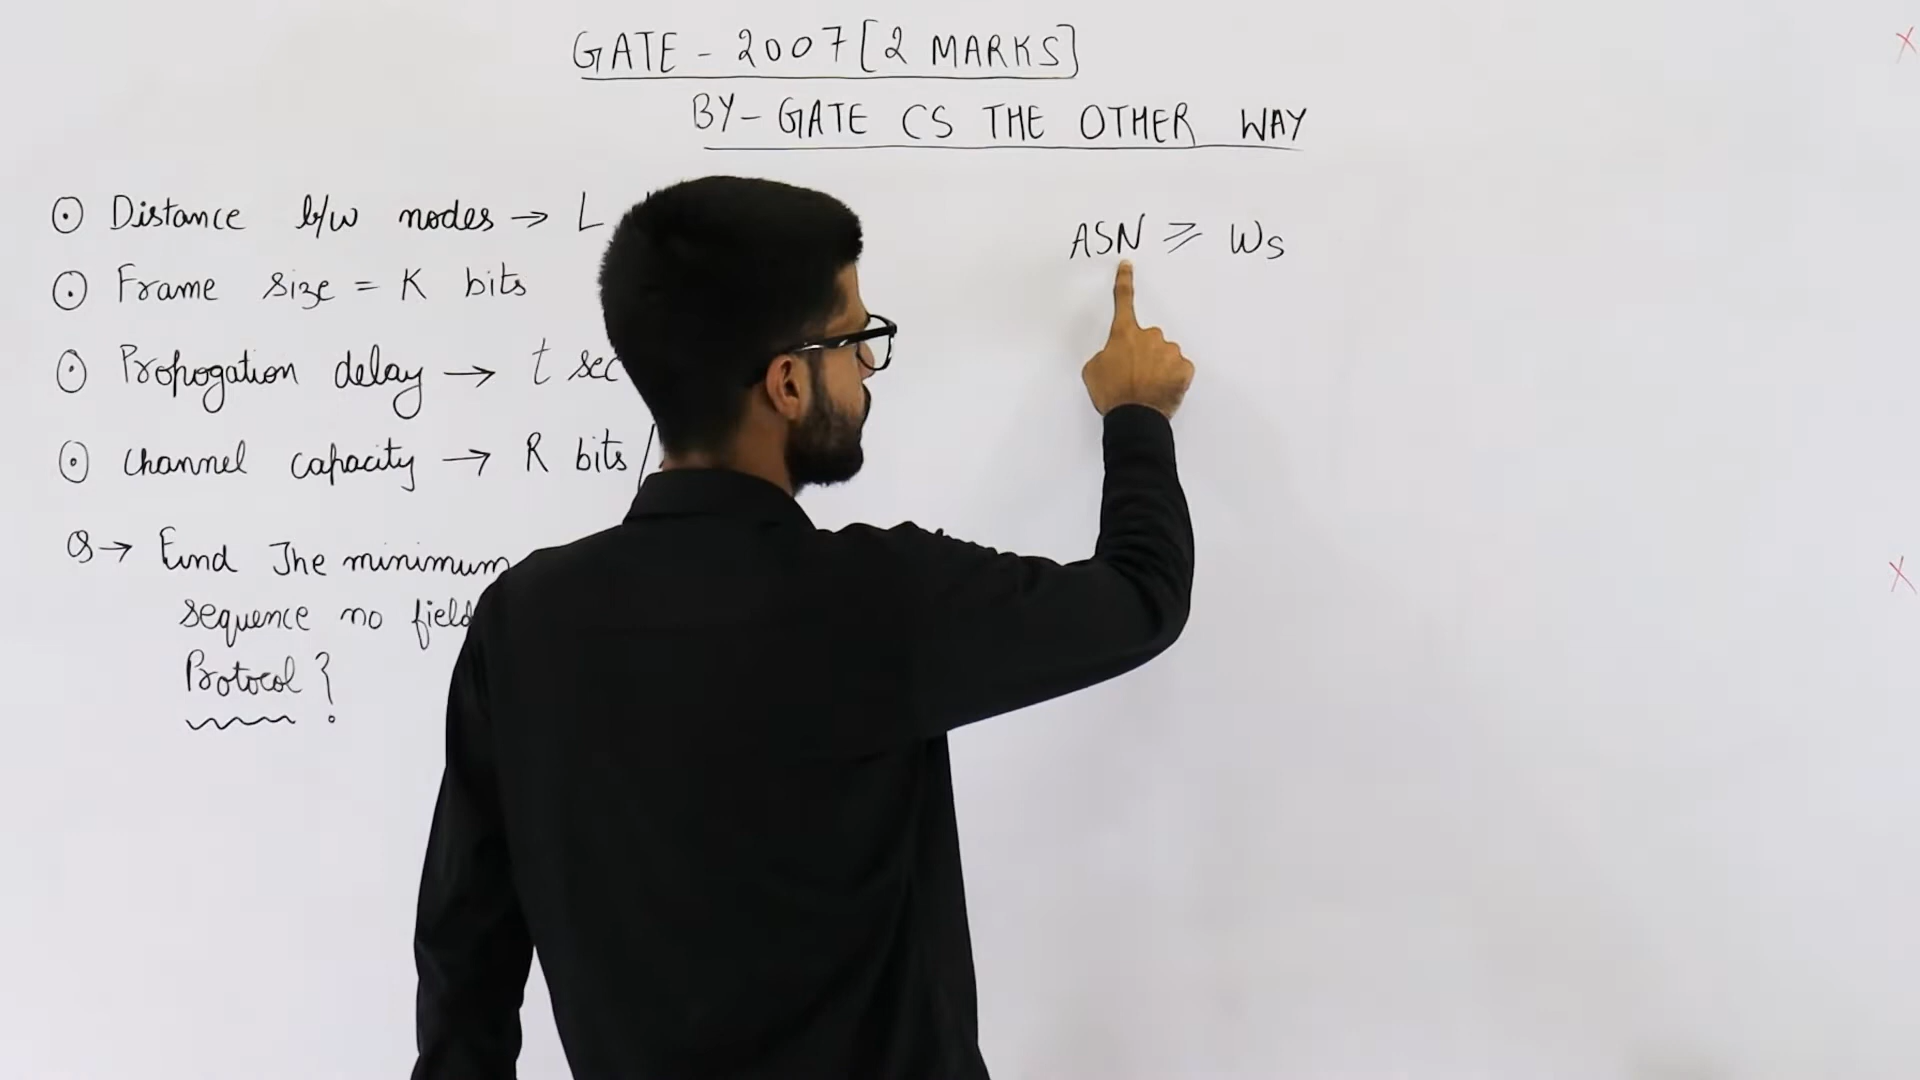 GATE - 2007 [2 MARKS]
BY - GATE CS THE OTHER WAY
Distance b/w nodes → L
Frame size = K bits
Propogation delay → t sec
Channel capacity → R bits/
Q → Find The minimum
sequence no field
Protocol?
ASN ≥ Ws